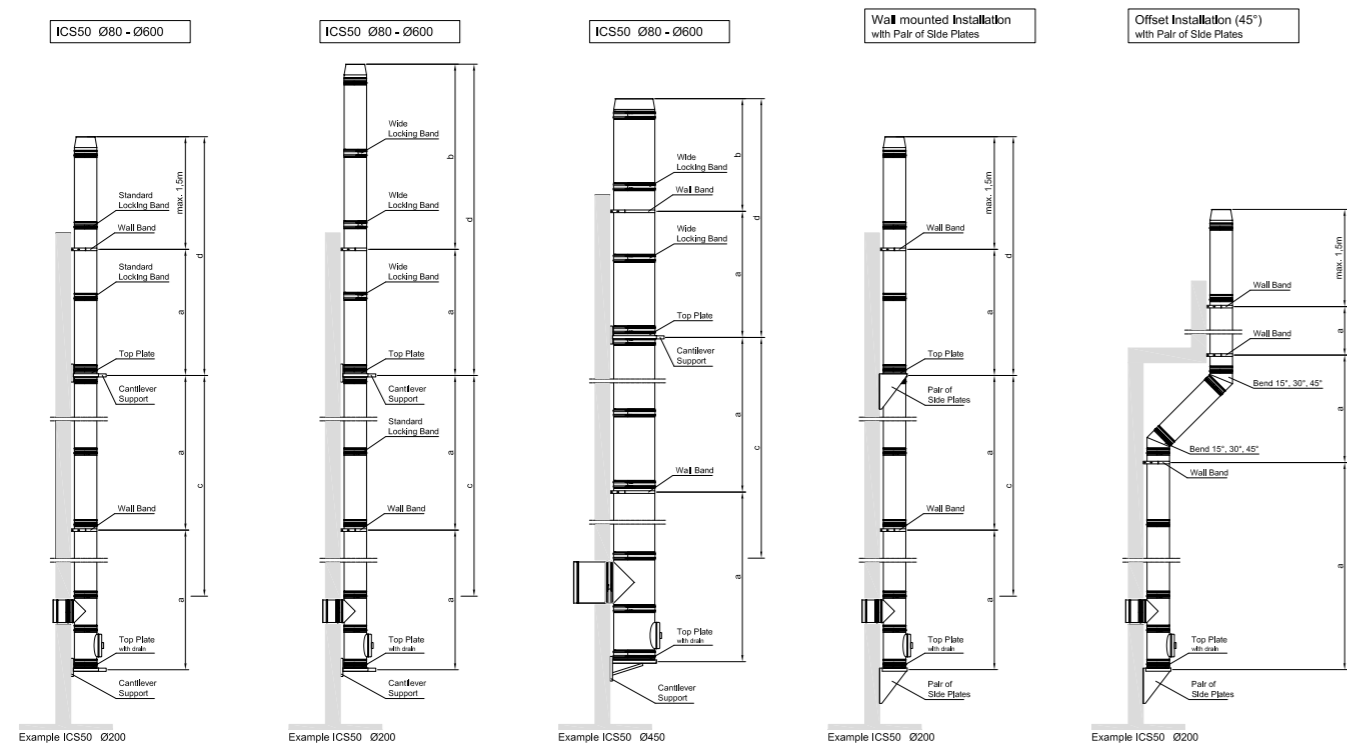 ICS50 Ø80 - Ø600
max. 1,5m
d
Standard
Locking Band
Wall Band
Standard
Locking Band
a
Top Plate
Cantilever
Support
a
c
Wall Band
a
Top Plate
with drain
Cantilever
Support
Example ICS50 Ø200
ICS50 Ø80 - Ø600
Wide
Locking Band
b
d
Wide
Locking Band
Wide
Locking Band
a
Top Plate
Cantilever
Support
Standard
Locking Band
a
c
Wall Band
a
Top Plate
with drain
Cantilever
Support
Example ICS50 Ø200
ICS50 Ø80 - Ø600
b
Wide
Locking Band
Wall Band
d
Wide
Locking Band
a
Top Plate
Cantilever
Support
a
c
Wall Band
a
Top Plate
with drain
Cantilever
Support
Example ICS50 Ø450
Wall mounted Installation
with Pair of Side Plates
max. 1,5m
d
Wall Band
a
Top Plate
Pair of
Side Plates
a
c
Wall Band
a
Top Plate
with drain
Pair of
Side Plates
Example ICS50 Ø200
Offset Installation (45°)
with Pair of Side Plates
max. 1,5m
Wall Band
a
Wall Band
Bend 15°, 30°, 45°
a
Bend 15°, 30°, 45°
Wall Band
a
Top Plate
with drain
Pair of
Side Plates
Example ICS50 Ø200